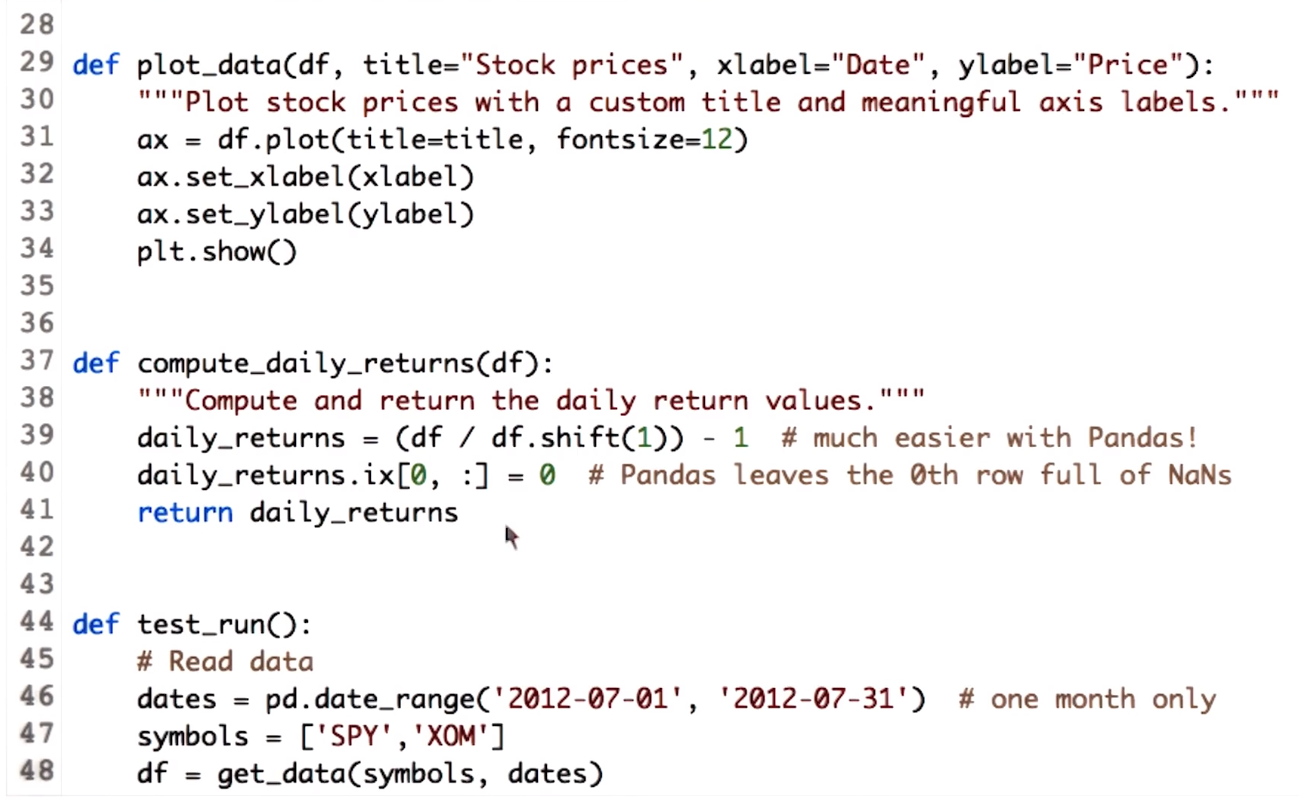 28
29 def plot_data(df, title="Stock prices", xlabel="Date", ylabel="Price"):
30     """Plot stock prices with a custom title and meaningful axis labels."""
31     ax = df.plot(title=title, fontsize=12)
32     ax.set_xlabel(xlabel)
33     ax.set_ylabel(ylabel)
34     plt.show()
35
36
37 def compute_daily_returns(df):
38     """Compute and return the daily return values."""
39     daily_returns = (df / df.shift(1)) - 1  # much easier with Pandas!
40     daily_returns.ix[0, :] = 0  # Pandas leaves the 0th row full of NaNs
41     return daily_returns
42
43
44 def test_run():
45     # Read data
46     dates = pd.date_range('2012-07-01', '2012-07-31')  # one month only
47     symbols = ['SPY','XOM']
48     df = get_data(symbols, dates)